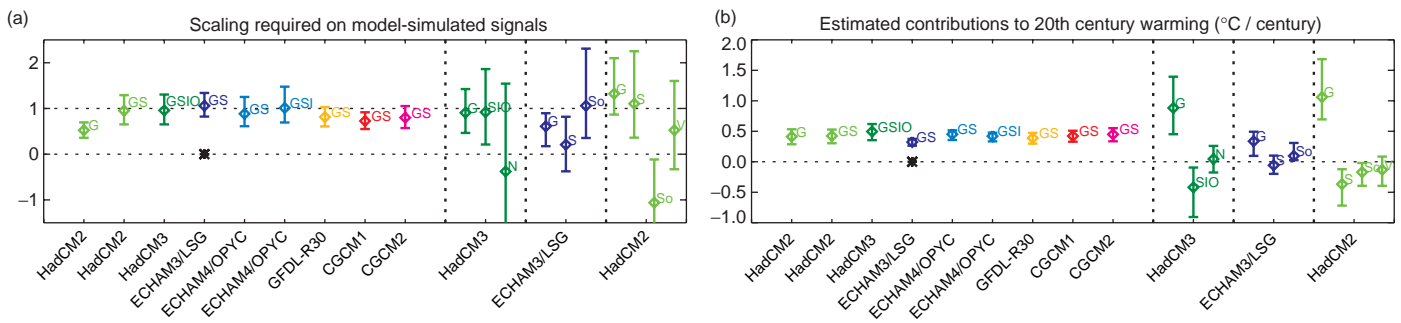 (a)
Scaling required on model-simulated signals
2
1
0
−1
G
GS
GSIO
GS
GS
GSI
GS
GS
GS
G
SIO
N
G
S
So
G
S
So
V
HadCM2
HadCM2
HadCM3
ECHAM3/LSG
ECHAM4/OPYC
ECHAM4/OPYC
GFDL-R30
CGCM1
CGCM2
HadCM3
ECHAM3/LSG
HadCM2
(b)
Estimated contributions to 20th century warming (°C / century)
2.0
1.5
1.0
0.5
0.0
−0.5
−1.0
G
GS
GSIO
GS
GS
GSI
GS
GS
GS
G
SIO
N
G
S
So
G
S
So
V
HadCM2
HadCM2
HadCM3
ECHAM3/LSG
ECHAM4/OPYC
ECHAM4/OPYC
GFDL-R30
CGCM1
CGCM2
HadCM3
ECHAM3/LSG
HadCM2